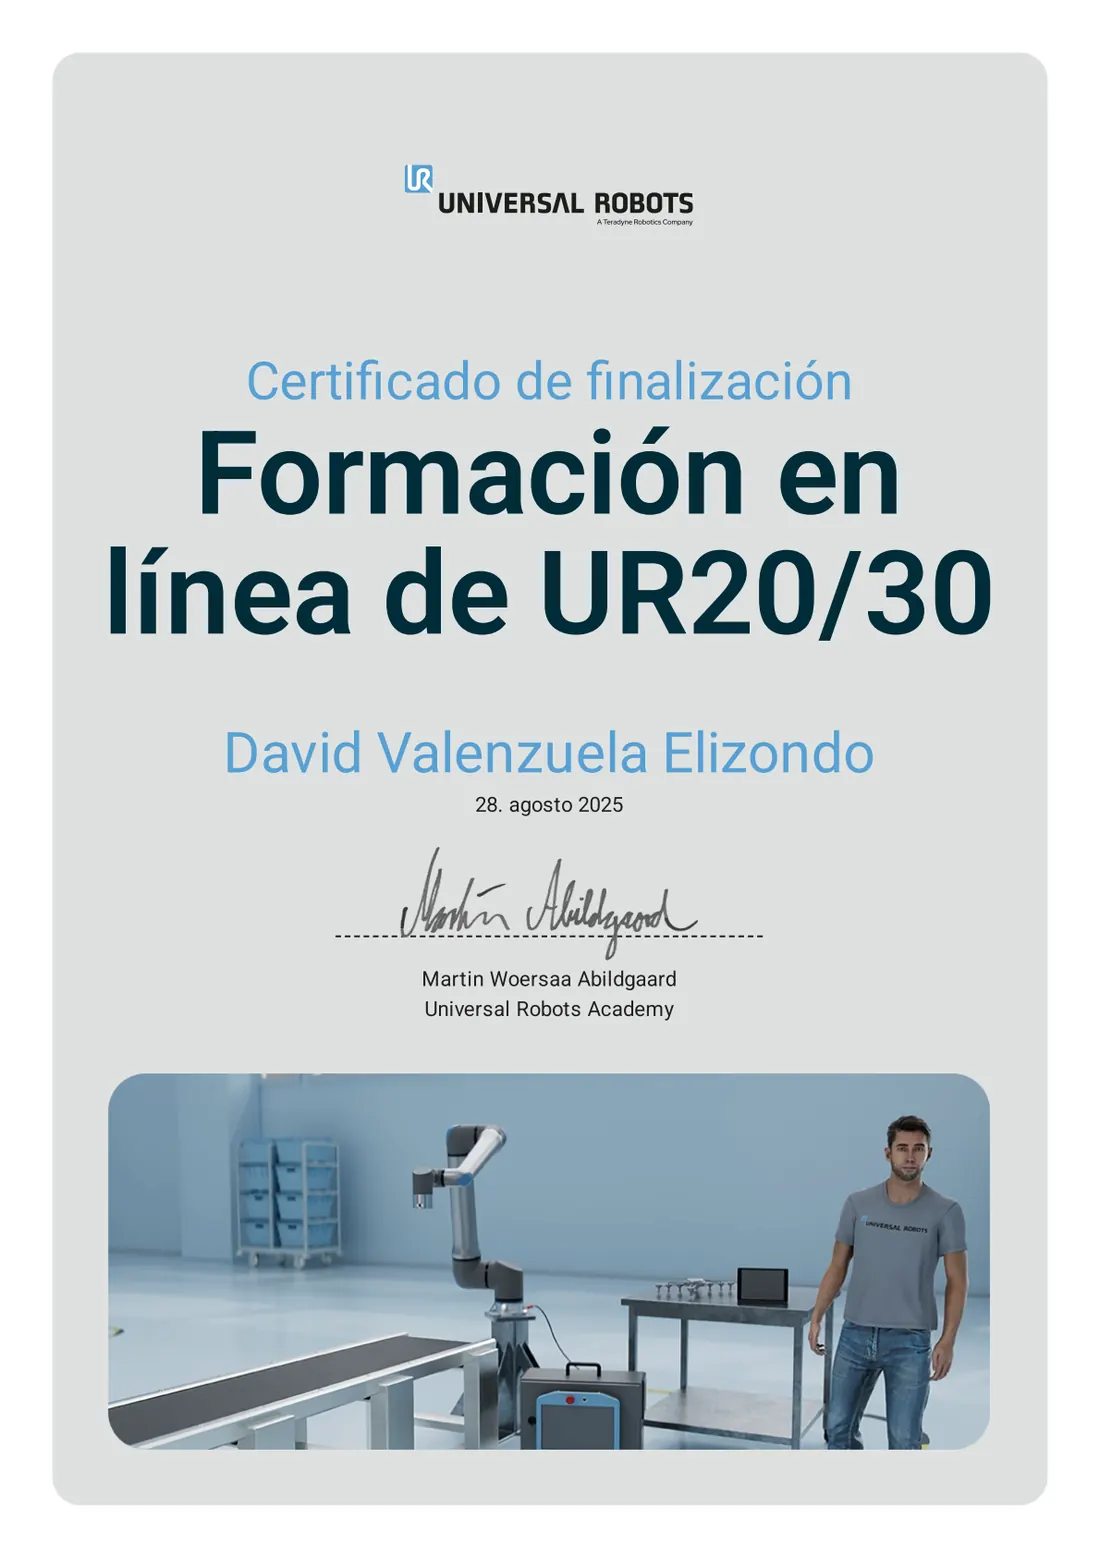 UR
UNIVERSAL ROBOTS
A Teradyne Robotics Company
Certificado de finalización
Formación en
línea de UR20/30
David Valenzuela Elizondo
28. agosto 2025
Martin Abildgaard
Martin Woersaa Abildgaard
Universal Robots Academy
UNIVERSAL ROBOTS